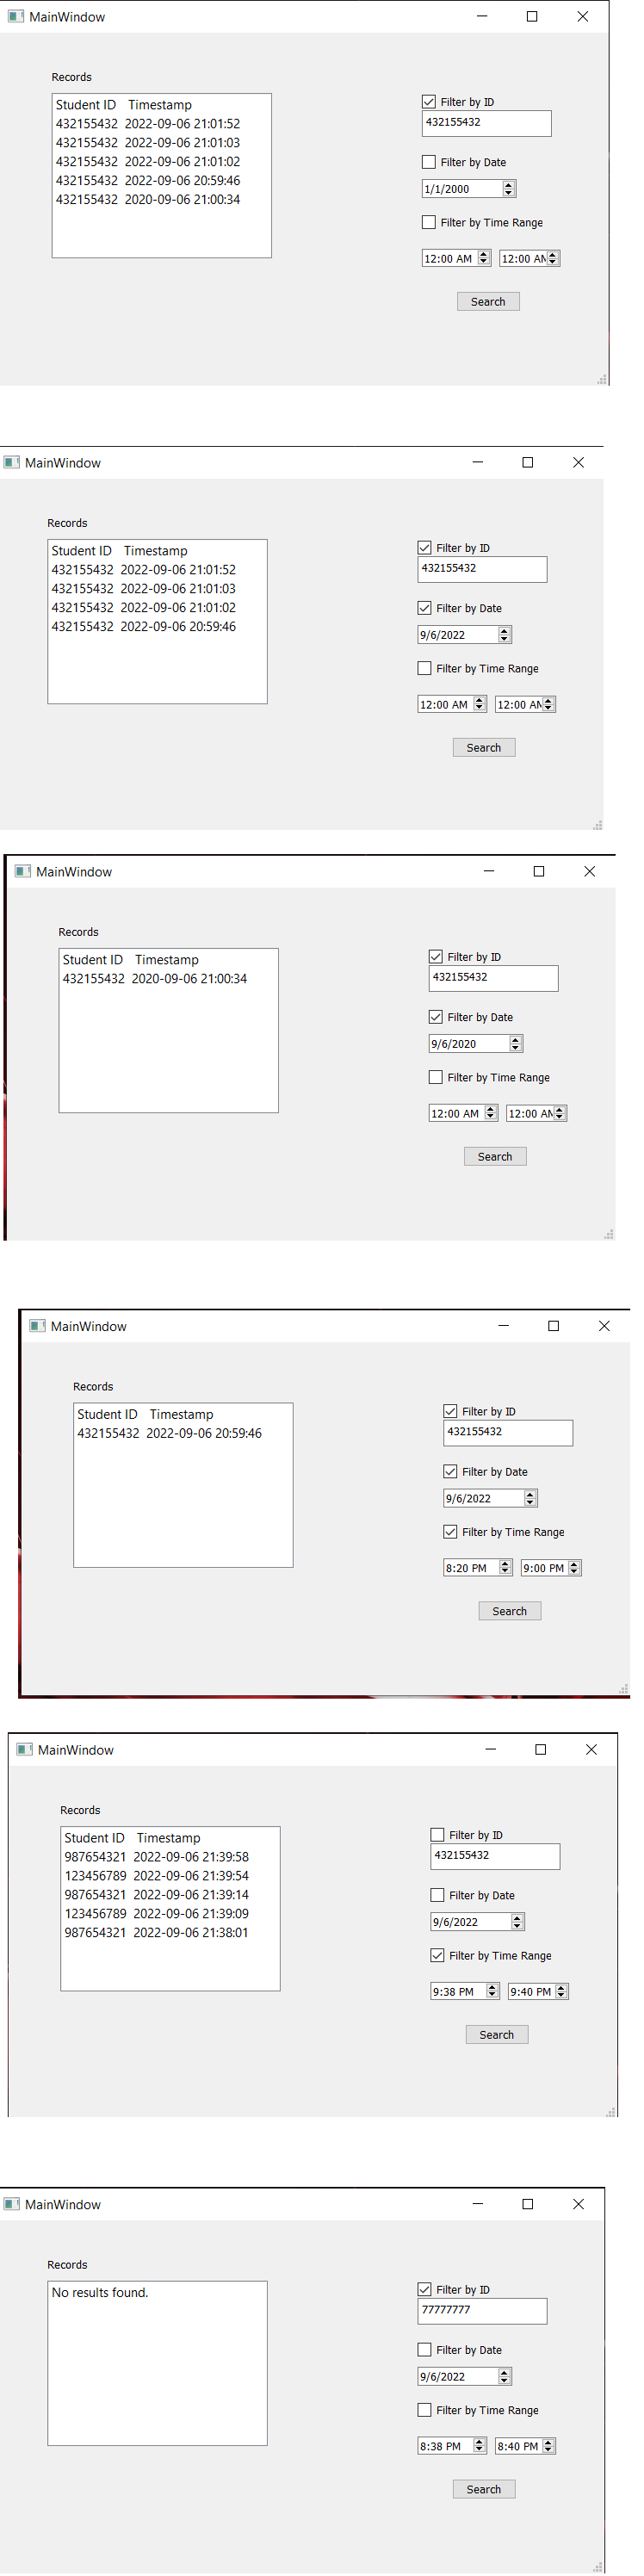 MainWindow
Records
Student ID Timestamp
432155432 2022-09-06 21:01:52
432155432 2022-09-06 21:01:03
432155432 2022-09-06 21:01:02
432155432 2022-09-06 20:59:46
432155432 2020-09-06 21:00:34
Filter by ID
432155432
Filter by Date
1/1/2000
Filter by Time Range
12:00 AM 12:00 AM
Search
MainWindow
Records
Student ID Timestamp
432155432 2022-09-06 21:01:52
432155432 2022-09-06 21:01:03
432155432 2022-09-06 21:01:02
432155432 2022-09-06 20:59:46
Filter by ID
432155432
Filter by Date
9/6/2022
Filter by Time Range
12:00 AM 12:00 AM
Search
MainWindow
Records
Student ID Timestamp
432155432 2020-09-06 21:00:34
Filter by ID
432155432
Filter by Date
9/6/2020
Filter by Time Range
12:00 AM 12:00 AM
Search
MainWindow
Records
Student ID Timestamp
432155432 2022-09-06 20:59:46
Filter by ID
432155432
Filter by Date
9/6/2022
Filter by Time Range
8:20 PM 9:00 PM
Search
MainWindow
Records
Student ID Timestamp
987654321 2022-09-06 21:39:58
123456789 2022-09-06 21:39:54
987654321 2022-09-06 21:39:14
123456789 2022-09-06 21:39:09
987654321 2022-09-06 21:38:01
Filter by ID
432155432
Filter by Date
9/6/2022
Filter by Time Range
9:38 PM 9:40 PM
Search
MainWindow
Records
No results found.
Filter by ID
77777777
Filter by Date
9/6/2022
Filter by Time Range
8:38 PM 8:40 PM
Search